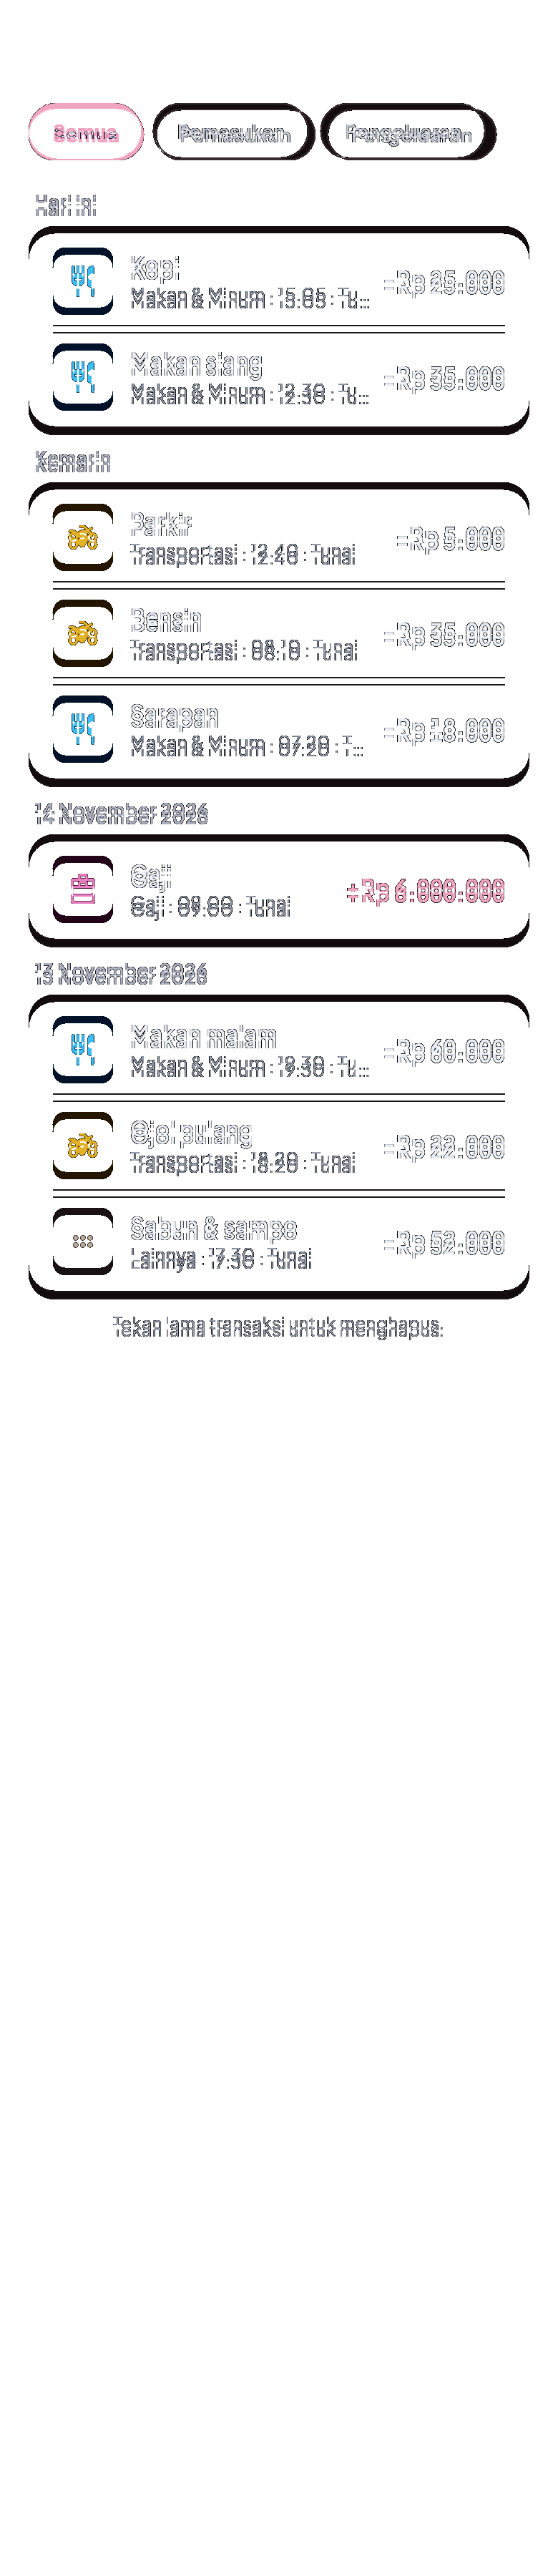 Semua Pemasukan Pengeluaran
Hari ini
Kopi
Makan & Minum · 15.05 · Tu...
-Rp 25.000
Makan siang
Makan & Minum · 12.30 · Tu...
-Rp 35.000
Kemarin
Parkir
Transportasi · 12.40 · Tunai
-Rp 5.000
Bensin
Transportasi · 08.10 · Tunai
-Rp 35.000
Sarapan
Makan & Minum · 07.20 · T...
-Rp 18.000
14 November 2026
Gaji
Gaji · 09.00 · Tunai
+Rp 6.000.000
13 November 2026
Makan malam
Makan & Minum · 19.30 · Tu...
-Rp 60.000
Ojol pulang
Transportasi · 18.20 · Tunai
-Rp 22.000
Sabun & sampo
Lainnya · 17.30 · Tunai
-Rp 52.000
Tekan lama transaksi untuk menghapus.